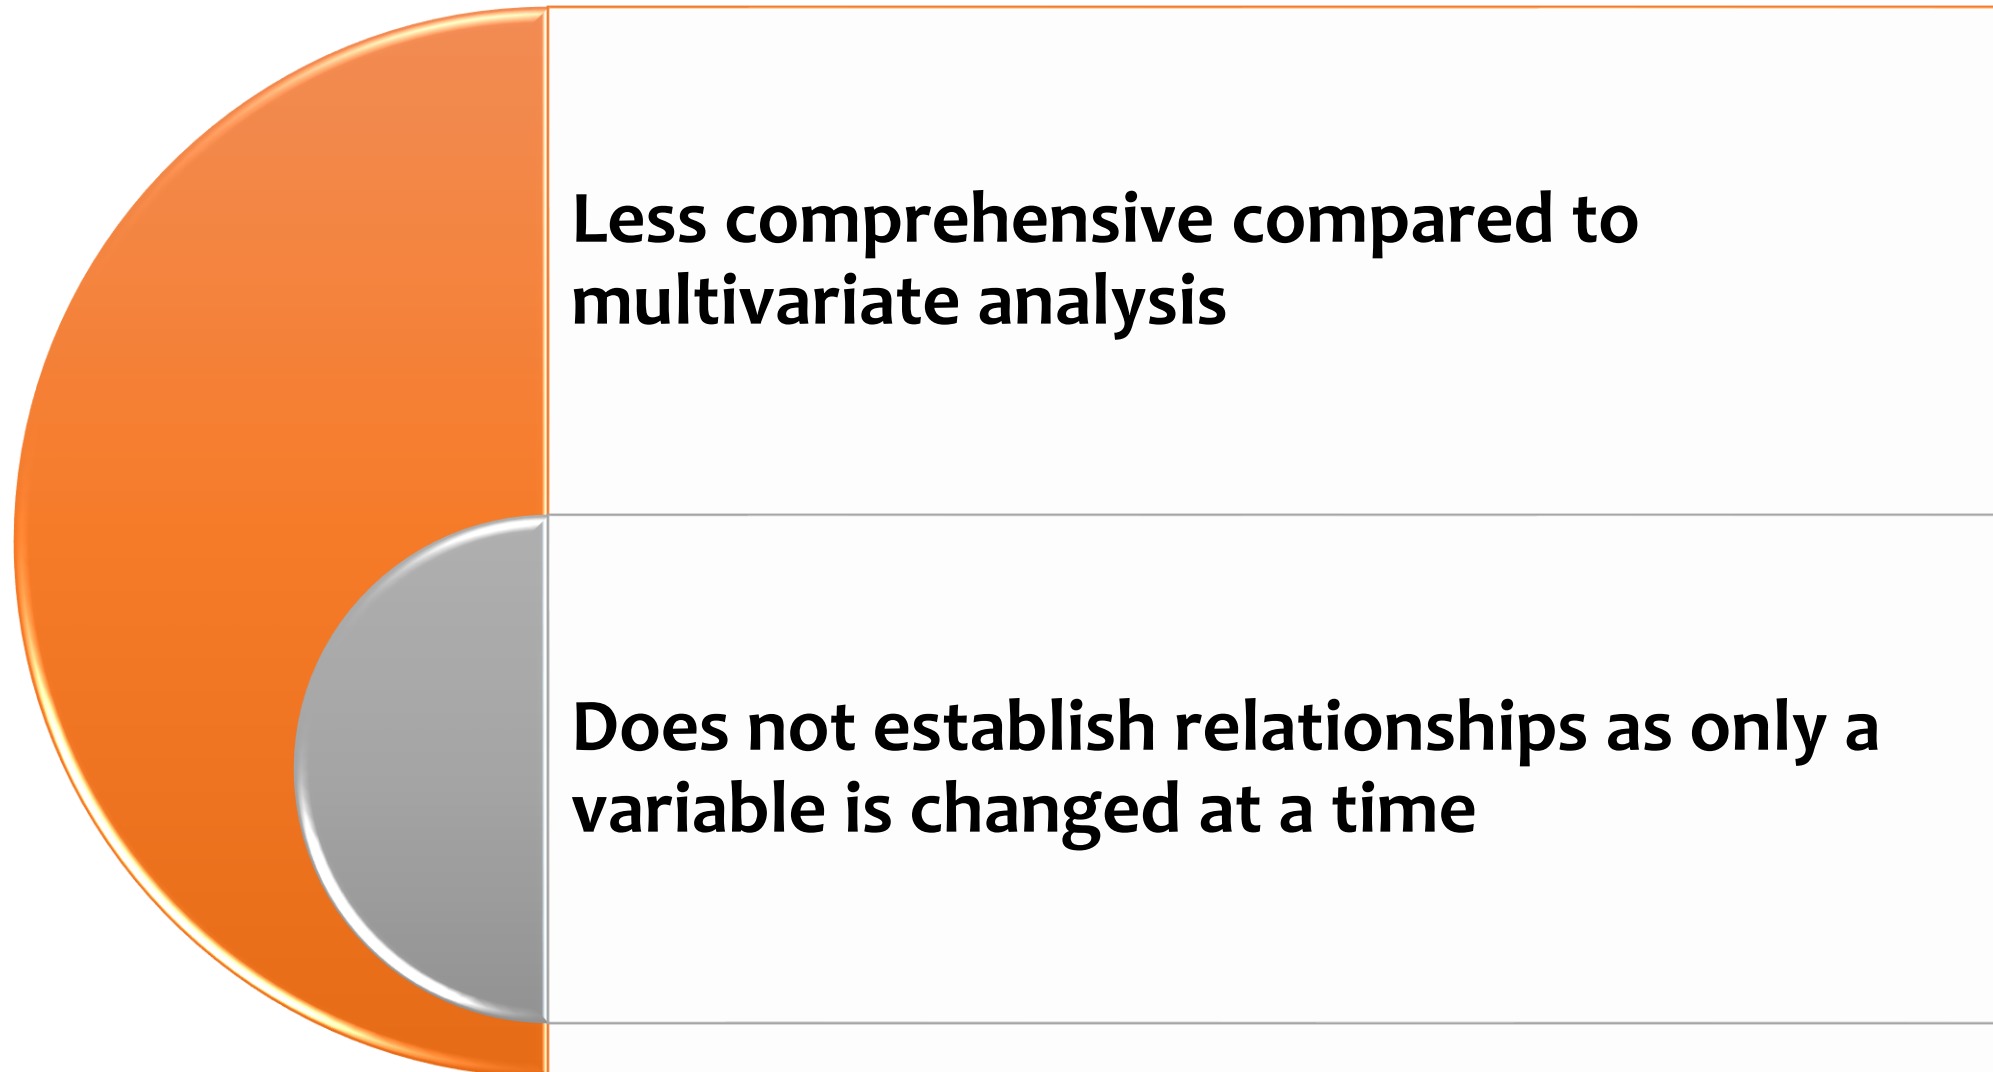 Less comprehensive compared to
multivariate analysis
Does not establish relationships as only a
variable is changed at a time